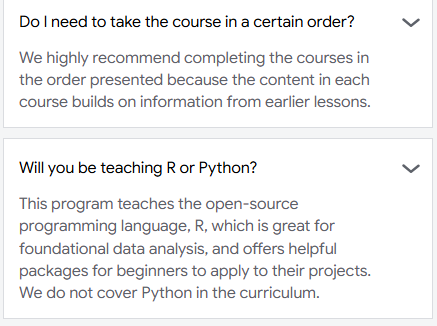 Do I need to take the course in a certain order?
We highly recommend completing the courses in
the order presented because the content in each
course builds on information from earlier lessons.
Will you be teaching R or Python?
This program teaches the open-source
programming language, R, which is great for
foundational data analysis, and offers helpful
packages for beginners to apply to their projects.
We do not cover Python in the curriculum.